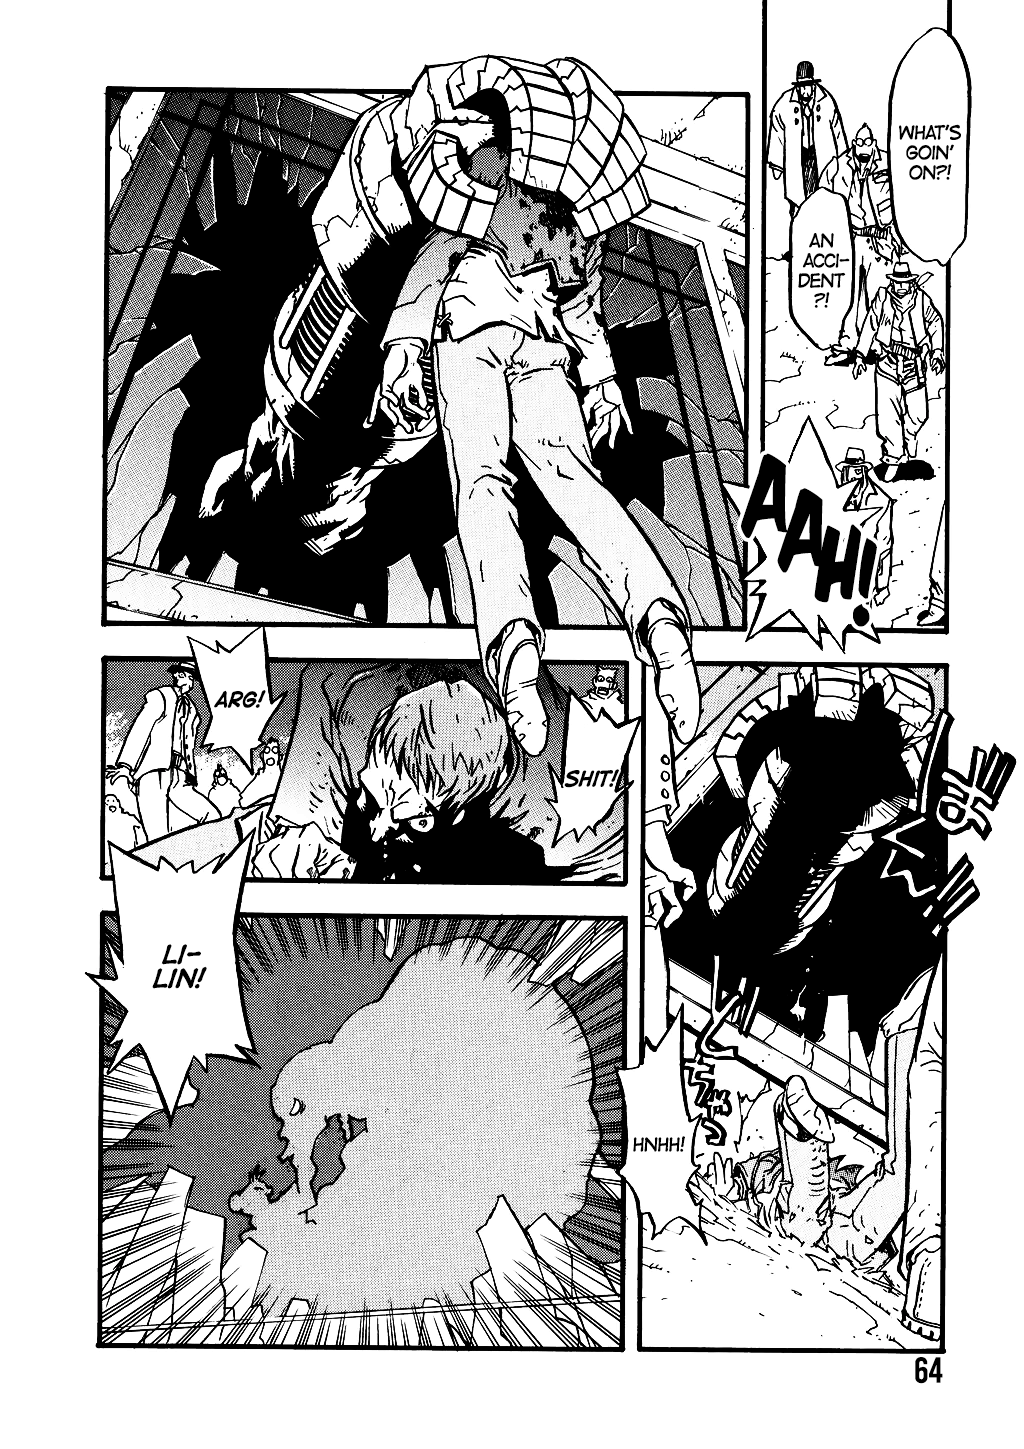 WHAT'S
GOIN'
ON?!
AN
ACCI-
DENT
?!
AAH!
SHIT!
ARG!
HNHH!
LI-
LIN!
64